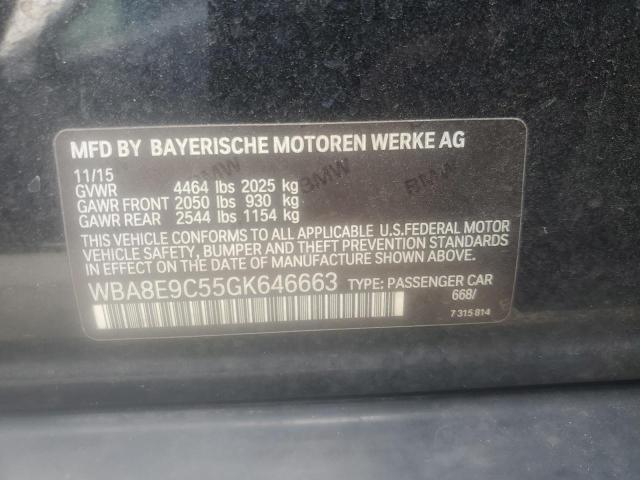 MFD BY BAYERISCHE MOTOREN WERKE AG
11/15
GVWR 4464 lbs 2025 kg
GAWR FRONT 2050 lbs 930 kg
GAWR REAR 2544 lbs 1154 kg
THIS VEHICLE CONFORMS TO ALL APPLICABLE U.S.FEDERAL MOTOR
VEHICLE SAFETY, BUMPER AND THEFT PREVENTION STANDARDS
IN EFFECT ON THE DATE OF MANUFACTURE SHOWN ABOVE.
WBA8E9C55GK646663 TYPE: PASSENGER CAR
668/
7 315 814
BMW BMW BMW